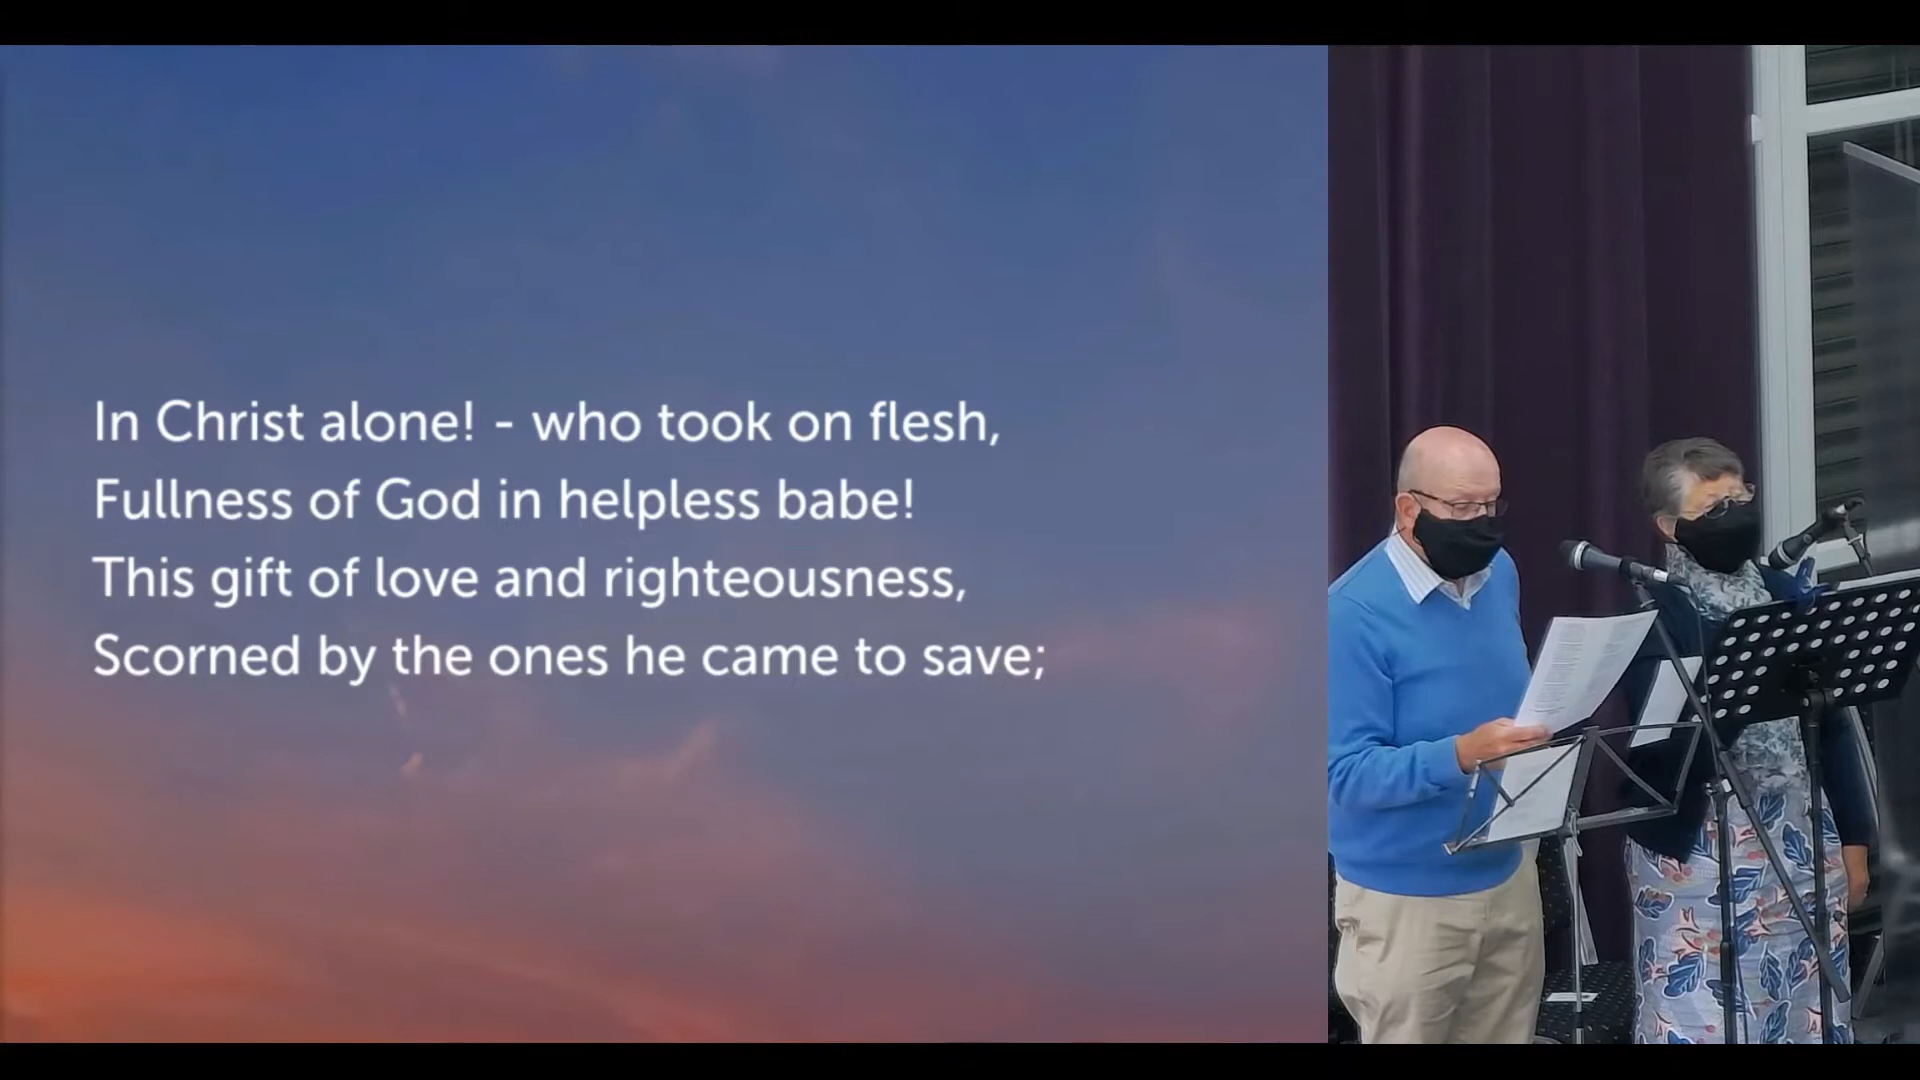 In Christ alone! - who took on flesh,
Fullness of God in helpless babe!
This gift of love and righteousness,
Scorned by the ones he came to save;